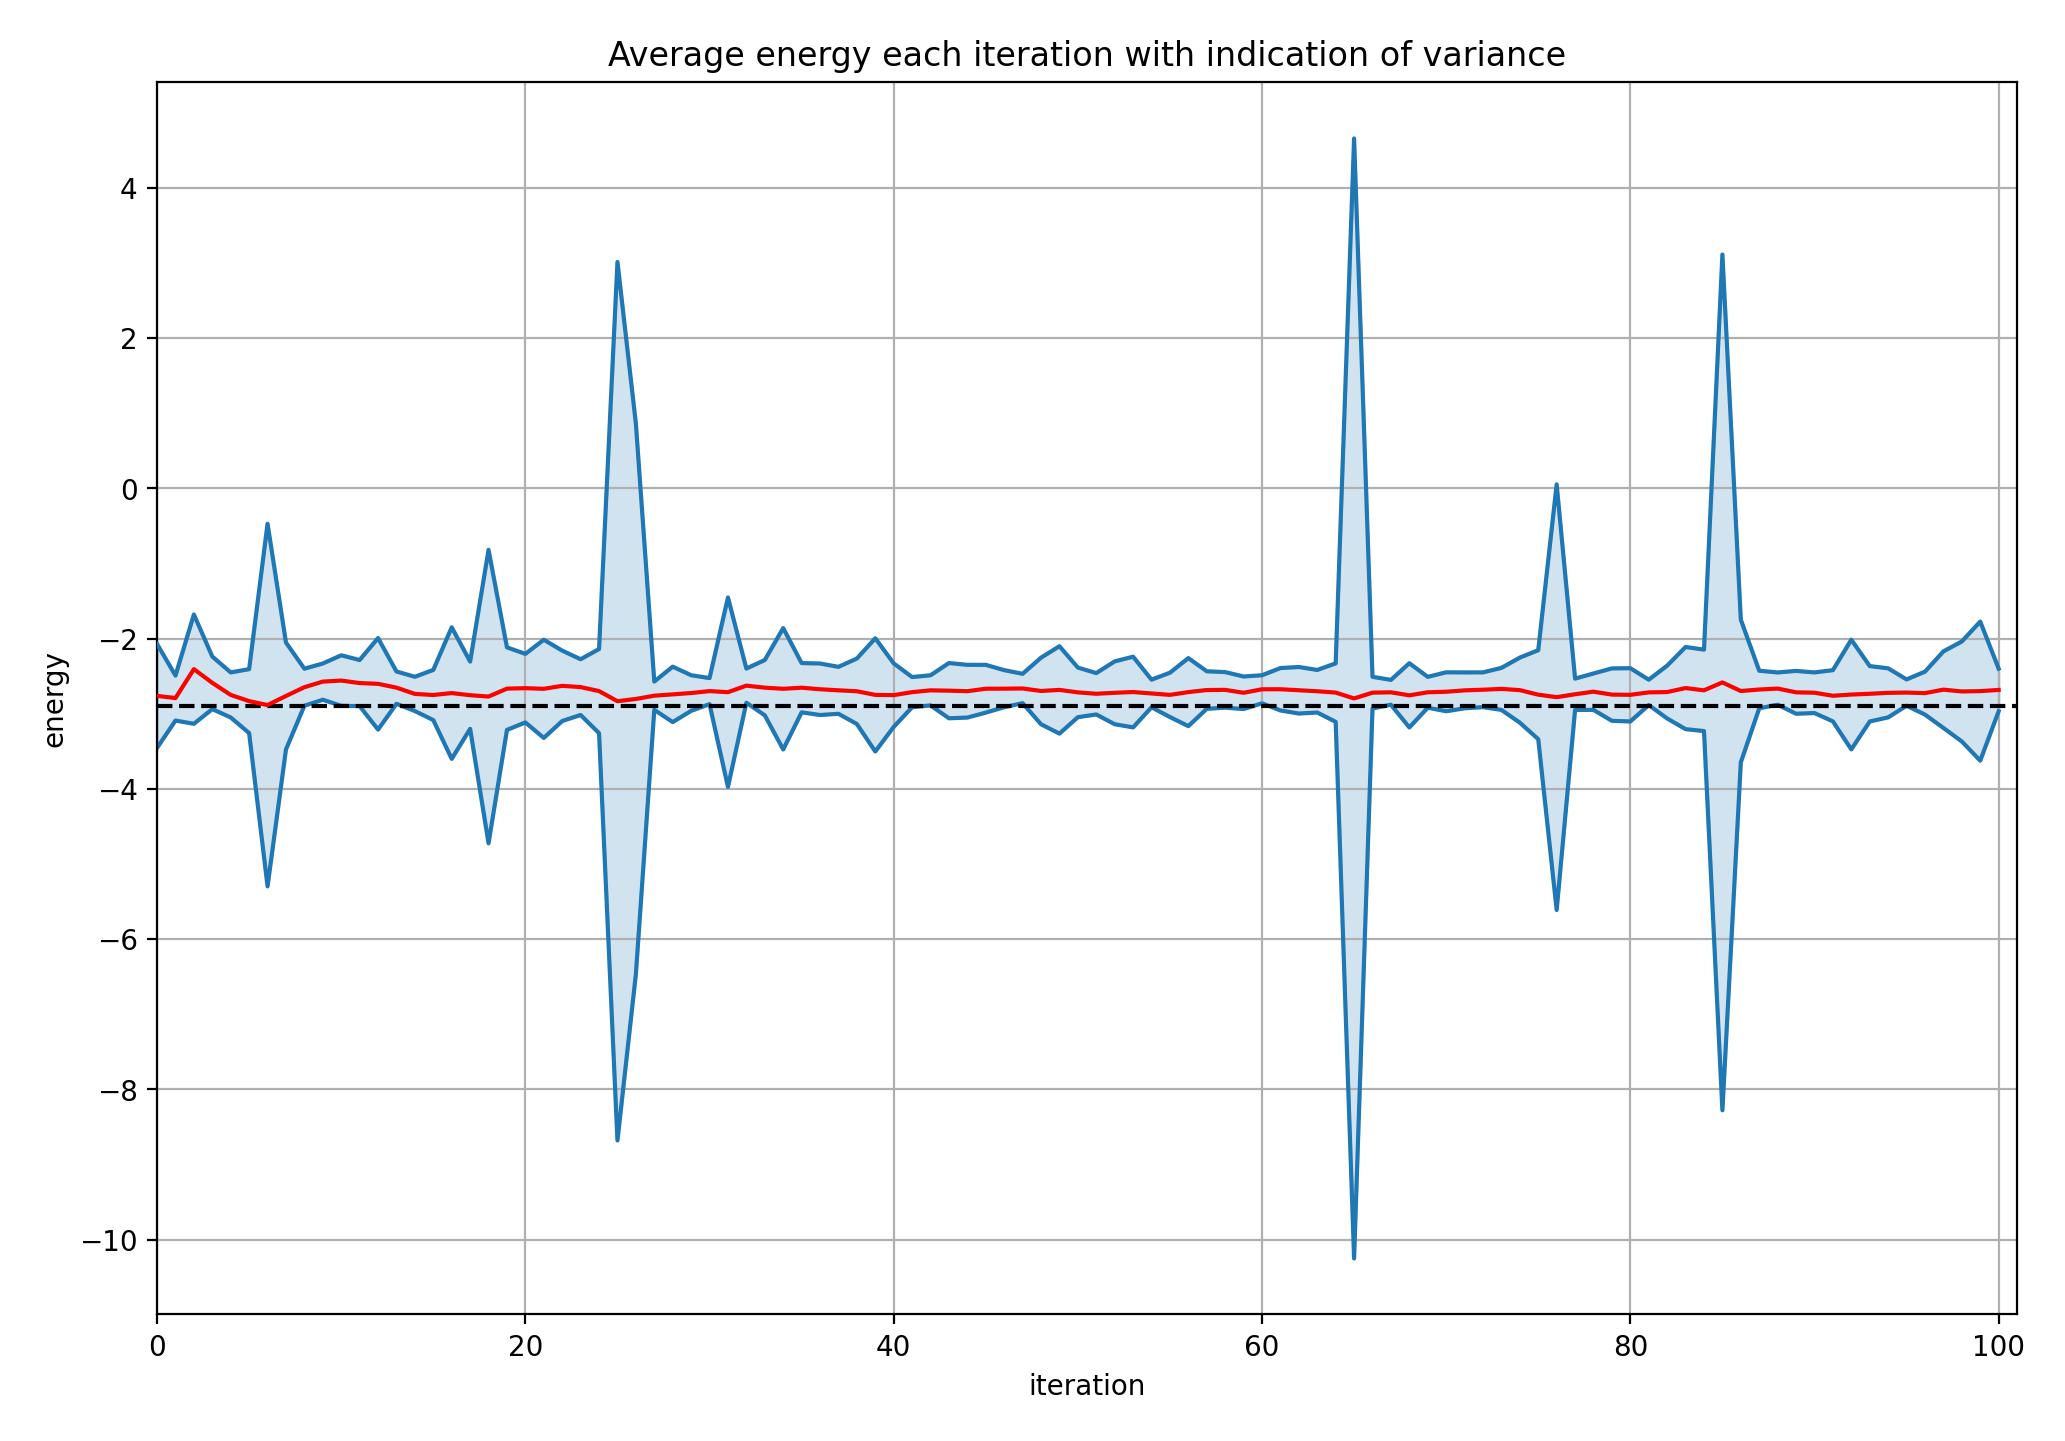 Average energy each iteration with indication of variance
4
2
0
−2
−4
−6
−8
−10
energy
0 20 40 60 80 100
iteration